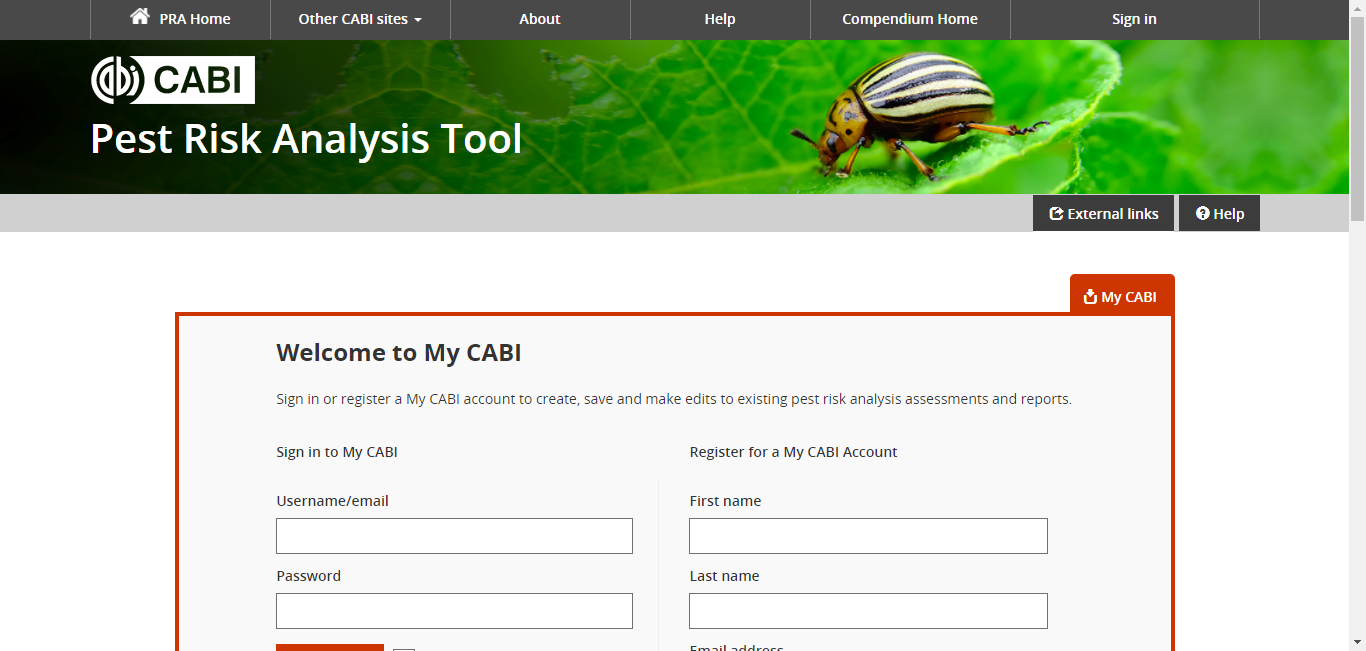 PRA Home Other CABI sites About Help Compendium Home Sign in
CABI
Pest Risk Analysis Tool
External links Help
My CABI
Welcome to My CABI
Sign in or register a My CABI account to create, save and make edits to existing pest risk analysis assessments and reports.
Sign in to My CABI
Register for a My CABI Account
Username/email
First name
Password
Last name
Email address